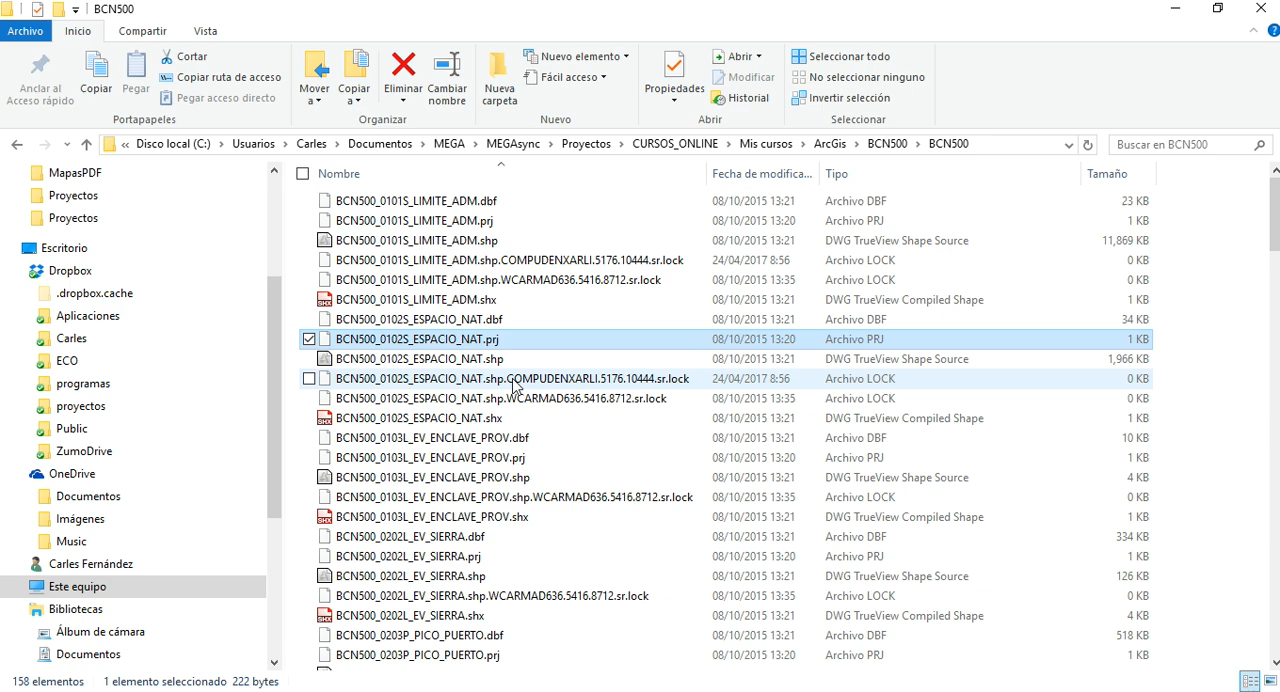 BCN500
Archivo Inicio Compartir Vista
Anclar al Acceso rápido
Copiar
Pegar
Cortar
Copiar ruta de acceso
Pegar acceso directo
Portapapeles
Mover a
Copiar a
Eliminar
Cambiar nombre
Organizar
Nueva carpeta
Nuevo elemento
Fácil acceso
Nuevo
Propiedades
Abrir
Modificar
Historial
Abrir
Seleccionar todo
No seleccionar ninguno
Invertir selección
Seleccionar
« Disco local (C:) › Usuarios › Carles › Documentos › MEGA › MEGAsync › Proyectos › CURSOS_ONLINE › Mis cursos › ArcGis › BCN500 › BCN500
Buscar en BCN500
MapasPDF
Proyectos
Proyectos
Escritorio
Dropbox
.dropbox.cache
Aplicaciones
Carles
ECO
programas
proyectos
Public
ZumoDrive
OneDrive
Documentos
Imágenes
Music
Carles Fernández
Este equipo
Bibliotecas
Álbum de cámara
Documentos
Nombre Fecha de modifica... Tipo Tamaño
BCN500_0101S_LIMITE_ADM.dbf 08/10/2015 13:21 Archivo DBF 23 KB
BCN500_0101S_LIMITE_ADM.prj 08/10/2015 13:20 Archivo PRJ 1 KB
BCN500_0101S_LIMITE_ADM.shp 08/10/2015 13:21 DWG TrueView Shape Source 11,869 KB
BCN500_0101S_LIMITE_ADM.shp.COMPUDENXARLI.5176.10444.sr.lock 24/04/2017 8:56 Archivo LOCK 0 KB
BCN500_0101S_LIMITE_ADM.shp.WCARMAD636.5416.8712.sr.lock 08/10/2015 13:35 Archivo LOCK 0 KB
BCN500_0101S_LIMITE_ADM.shx 08/10/2015 13:21 DWG TrueView Compiled Shape 1 KB
BCN500_0102S_ESPACIO_NAT.dbf 08/10/2015 13:21 Archivo DBF 34 KB
BCN500_0102S_ESPACIO_NAT.prj 08/10/2015 13:20 Archivo PRJ 1 KB
BCN500_0102S_ESPACIO_NAT.shp 08/10/2015 13:21 DWG TrueView Shape Source 1,966 KB
BCN500_0102S_ESPACIO_NAT.shp.COMPUDENXARLI.5176.10444.sr.lock 24/04/2017 8:56 Archivo LOCK 0 KB
BCN500_0102S_ESPACIO_NAT.shp.WCARMAD636.5416.8712.sr.lock 08/10/2015 13:35 Archivo LOCK 0 KB
BCN500_0102S_ESPACIO_NAT.shx 08/10/2015 13:21 DWG TrueView Compiled Shape 1 KB
BCN500_0103L_EV_ENCLAVE_PROV.dbf 08/10/2015 13:21 Archivo DBF 10 KB
BCN500_0103L_EV_ENCLAVE_PROV.prj 08/10/2015 13:20 Archivo PRJ 1 KB
BCN500_0103L_EV_ENCLAVE_PROV.shp 08/10/2015 13:21 DWG TrueView Shape Source 4 KB
BCN500_0103L_EV_ENCLAVE_PROV.shp.WCARMAD636.5416.8712.sr.lock 08/10/2015 13:35 Archivo LOCK 0 KB
BCN500_0103L_EV_ENCLAVE_PROV.shx 08/10/2015 13:21 DWG TrueView Compiled Shape 1 KB
BCN500_0202L_EV_SIERRA.dbf 08/10/2015 13:21 Archivo DBF 334 KB
BCN500_0202L_EV_SIERRA.prj 08/10/2015 13:20 Archivo PRJ 1 KB
BCN500_0202L_EV_SIERRA.shp 08/10/2015 13:21 DWG TrueView Shape Source 126 KB
BCN500_0202L_EV_SIERRA.shp.WCARMAD636.5416.8712.sr.lock 08/10/2015 13:35 Archivo LOCK 0 KB
BCN500_0202L_EV_SIERRA.shx 08/10/2015 13:21 DWG TrueView Compiled Shape 4 KB
BCN500_0203P_PICO_PUERTO.dbf 08/10/2015 13:21 Archivo DBF 518 KB
BCN500_0203P_PICO_PUERTO.prj 08/10/2015 13:20 Archivo PRJ 1 KB
158 elementos 1 elemento seleccionado 222 bytes